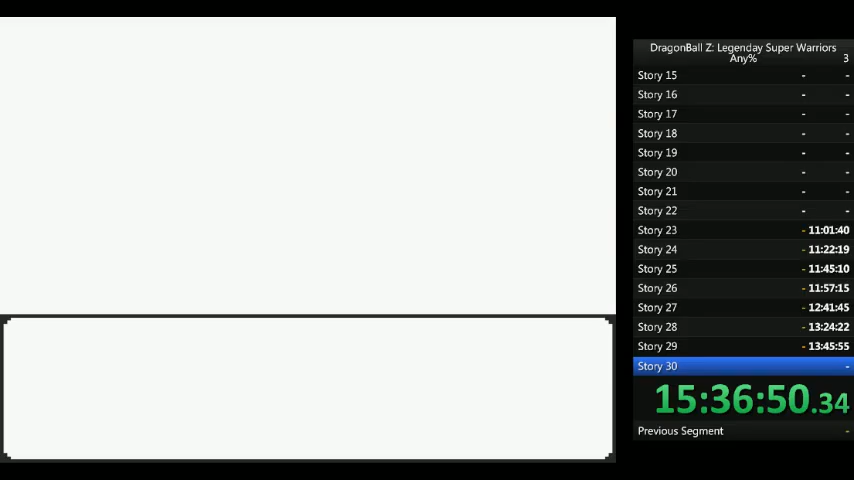 DragonBall Z: Legenday Super Warriors
Any% 3
Story 15 - -
Story 16 - -
Story 17 - -
Story 18 - -
Story 19 - -
Story 20 - -
Story 21 - -
Story 22 - -
Story 23 - 11:01:40
Story 24 - 11:22:19
Story 25 - 11:45:10
Story 26 - 11:57:15
Story 27 - 12:41:45
Story 28 - 13:24:22
Story 29 - 13:45:55
Story 30 -
15:36:50.34
Previous Segment -